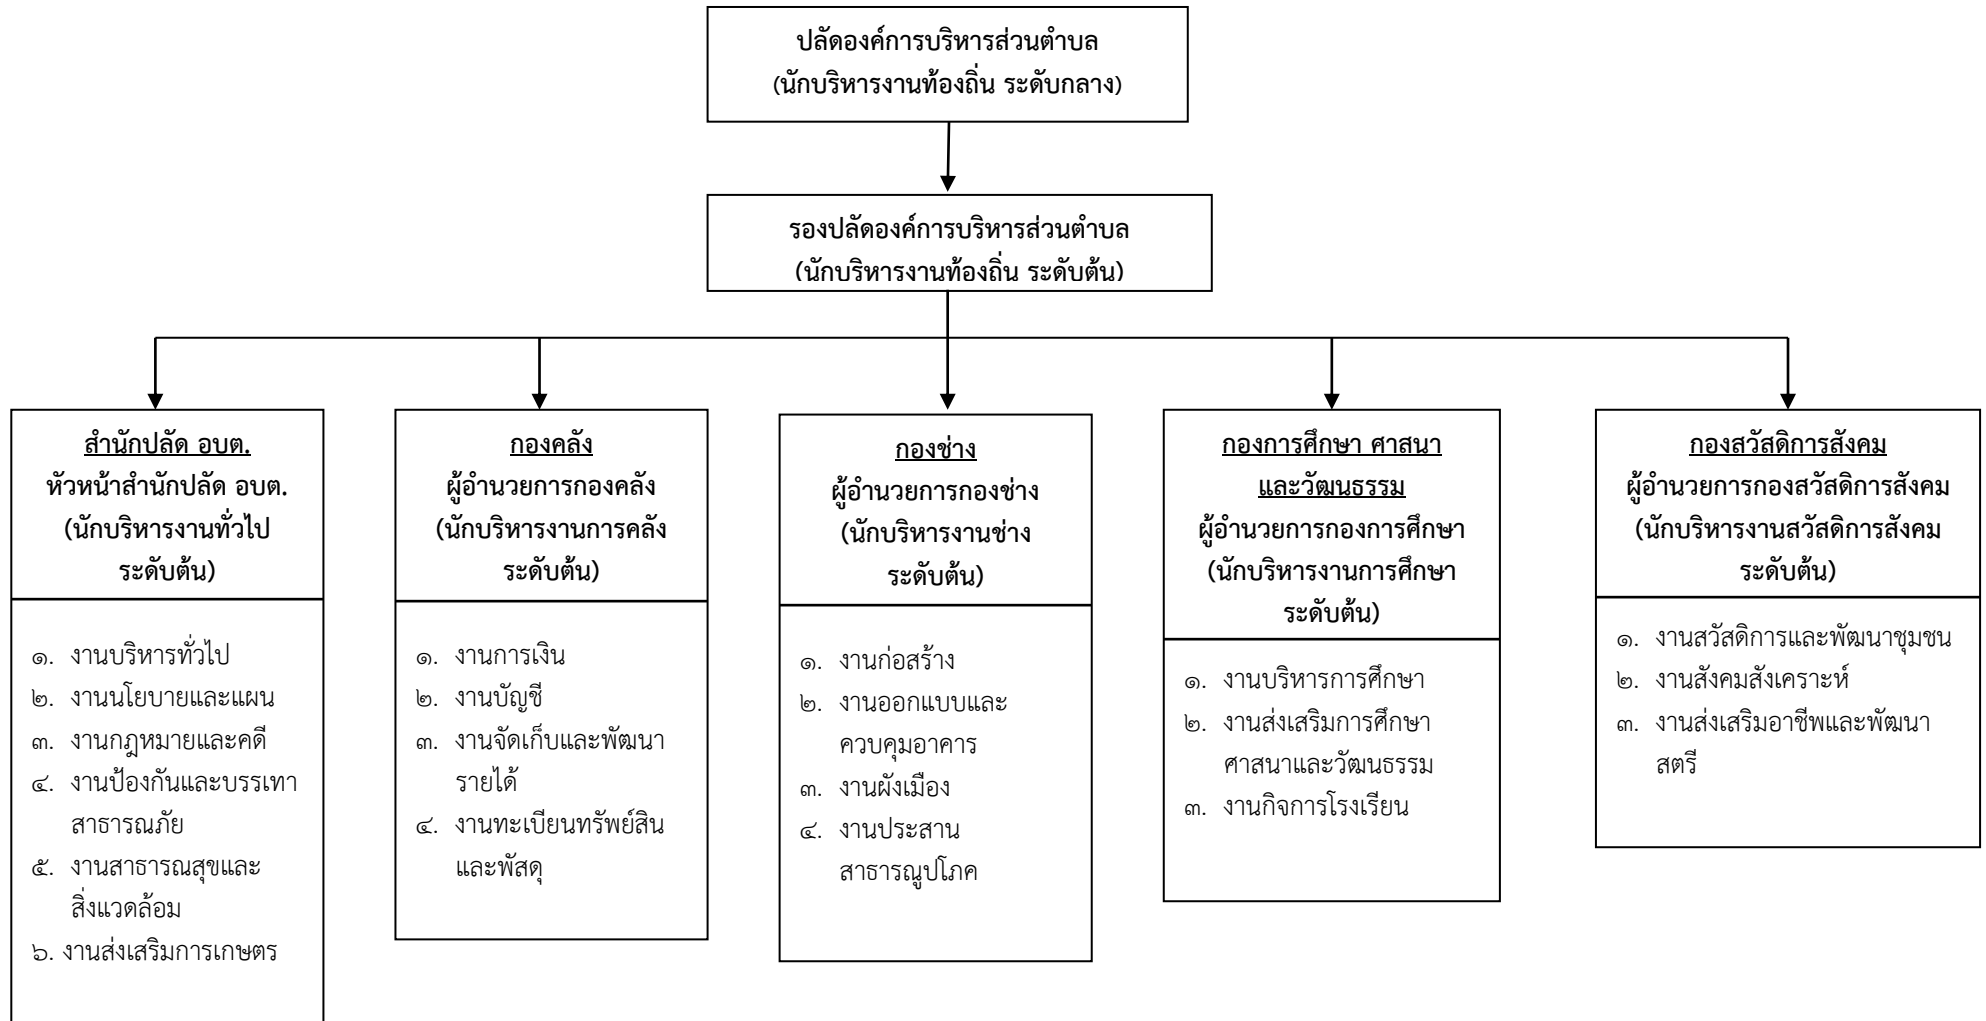 ปลัดองค์การบริหารส่วนตำบล
(นักบริหารงานท้องถิ่น ระดับกลาง)
รองปลัดองค์การบริหารส่วนตำบล
(นักบริหารงานท้องถิ่น ระดับต้น)
สำนักปลัด อบต.
หัวหน้าสำนักปลัด อบต.
(นักบริหารงานทั่วไป
ระดับต้น)
๑. งานบริหารทั่วไป
๒. งานนโยบายและแผน
๓. งานกฎหมายและคดี
๔. งานป้องกันและบรรเทา
สาธารณภัย
๕. งานสาธารณสุขและ
สิ่งแวดล้อม
๖. งานส่งเสริมการเกษตร
กองคลัง
ผู้อำนวยการกองคลัง
(นักบริหารงานการคลัง
ระดับต้น)
๑. งานการเงิน
๒. งานบัญชี
๓. งานจัดเก็บและพัฒนา
รายได้
๔. งานทะเบียนทรัพย์สิน
และพัสดุ
กองช่าง
ผู้อำนวยการกองช่าง
(นักบริหารงานช่าง
ระดับต้น)
๑. งานก่อสร้าง
๒. งานออกแบบและ
ควบคุมอาคาร
๓. งานผังเมือง
๔. งานประสาน
สาธารณูปโภค
กองการศึกษา ศาสนา
และวัฒนธรรม
ผู้อำนวยการกองการศึกษา
(นักบริหารงานการศึกษา
ระดับต้น)
๑. งานบริหารการศึกษา
๒. งานส่งเสริมการศึกษา
ศาสนาและวัฒนธรรม
๓. งานกิจการโรงเรียน
กองสวัสดิการสังคม
ผู้อำนวยการกองสวัสดิการสังคม
(นักบริหารงานสวัสดิการสังคม
ระดับต้น)
๑. งานสวัสดิการและพัฒนาชุมชน
๒. งานสังคมสังเคราะห์
๓. งานส่งเสริมอาชีพและพัฒนา
สตรี